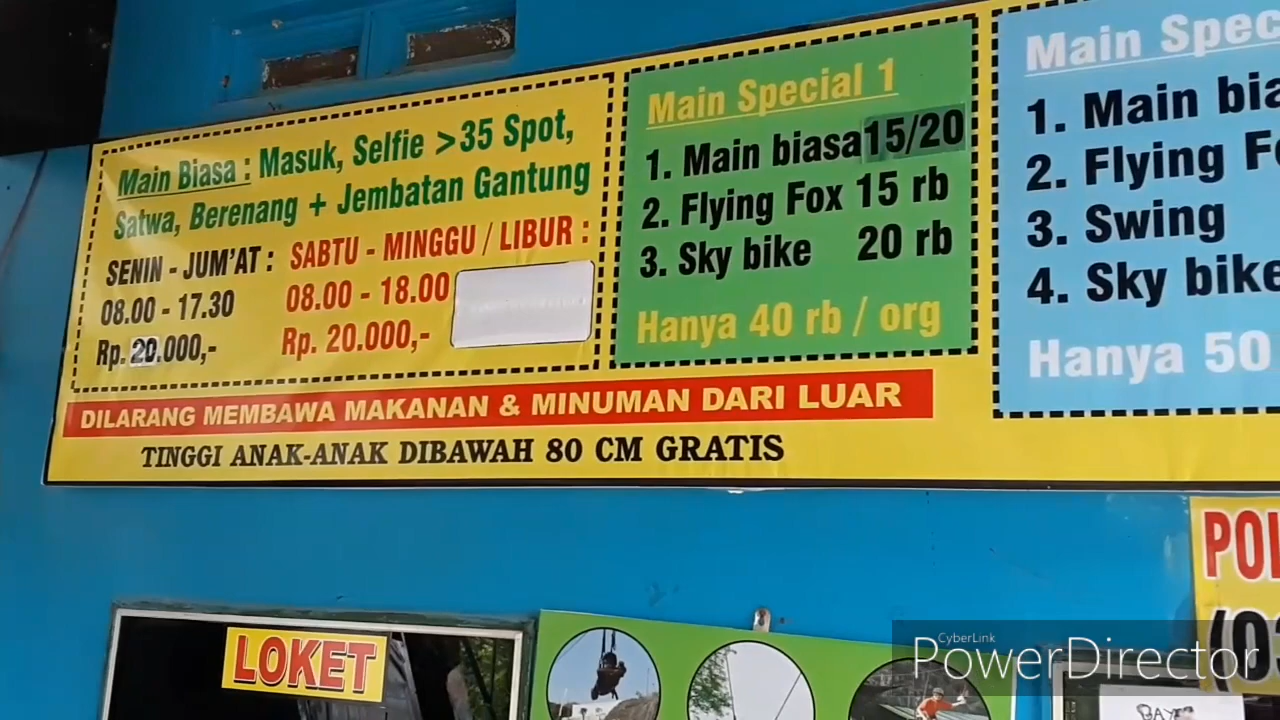 Main Biasa : Masuk, Selfie >35 Spot,
Satwa, Berenang + Jembatan Gantung
SENIN - JUM'AT :
08.00 - 17.30
Rp. 20.000,-
SABTU - MINGGU / LIBUR :
08.00 - 18.00
Rp. 20.000,-
Main Special 1
1. Main biasa 15/20
2. Flying Fox 15 rb
3. Sky bike 20 rb
Hanya 40 rb / org
Main Spec
1. Main bia
2. Flying Fo
3. Swing
4. Sky bike
Hanya 50
DILARANG MEMBAWA MAKANAN & MINUMAN DARI LUAR
TINGGI ANAK-ANAK DIBAWAH 80 CM GRATIS
LOKET
CyberLink
PowerDirector